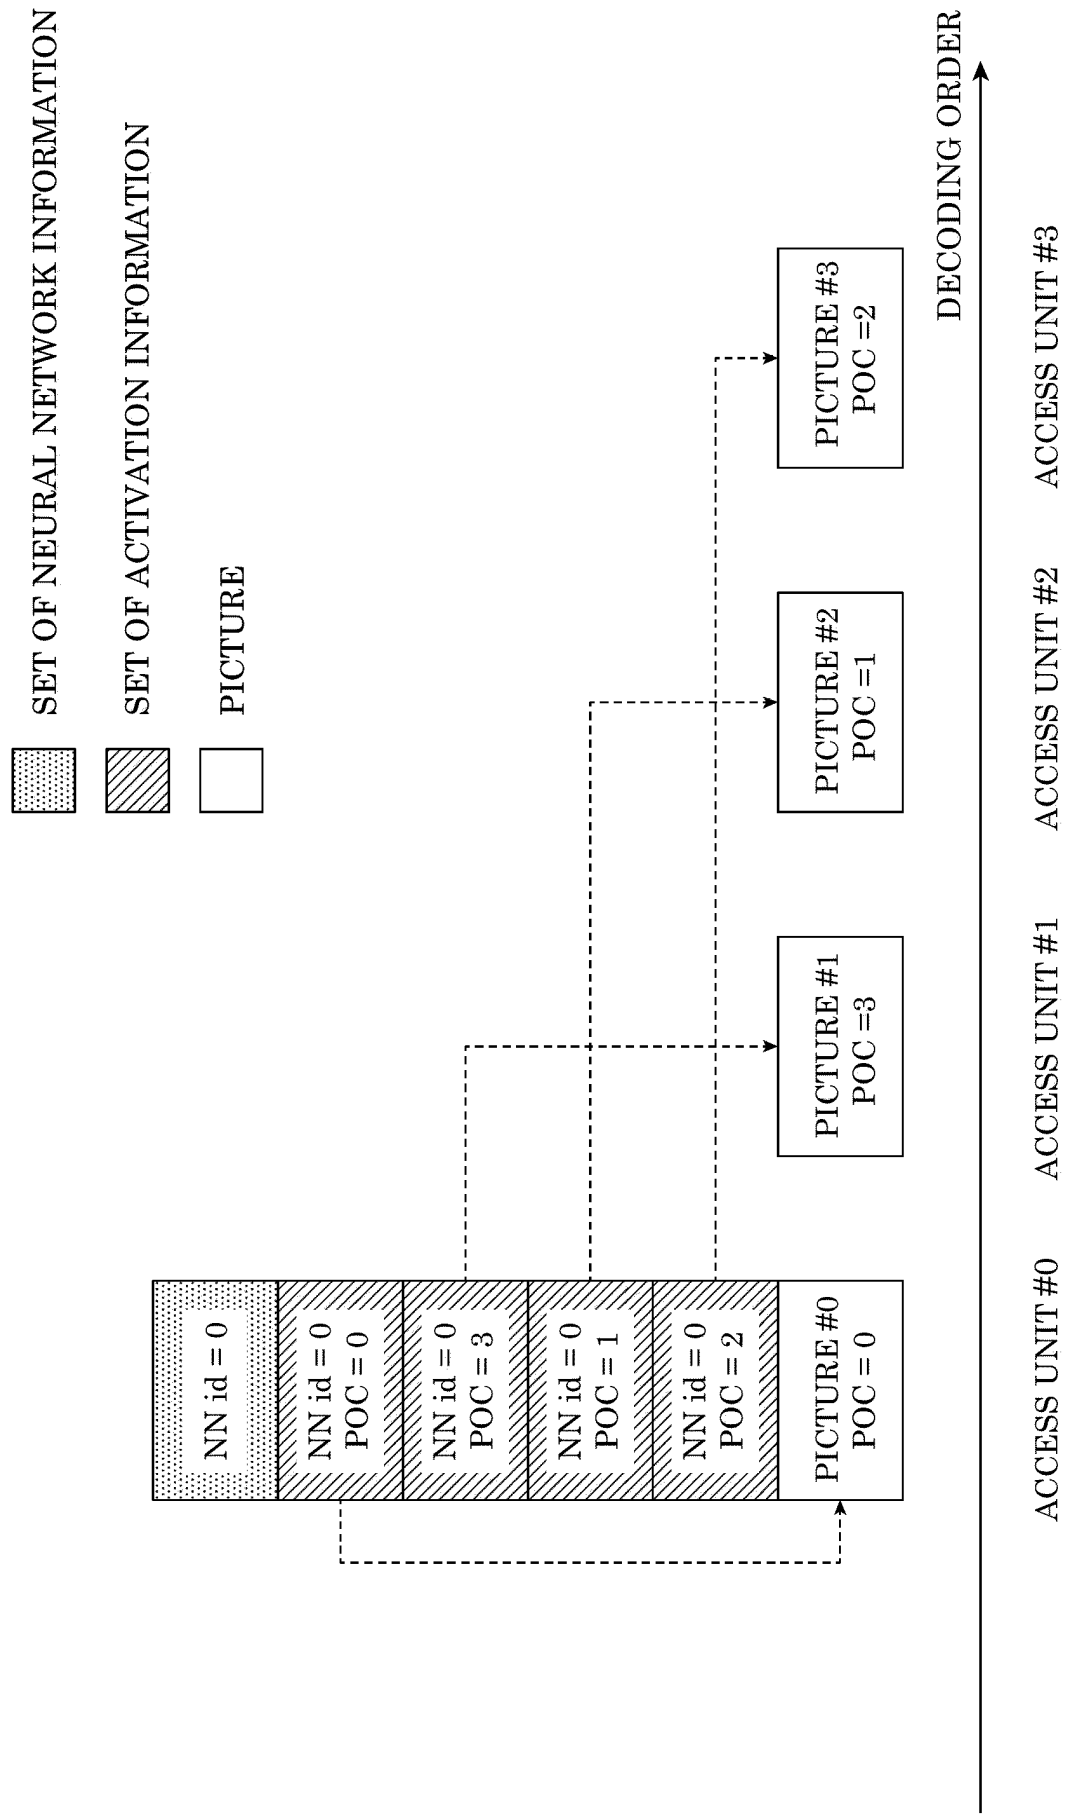 SET OF NEURAL NETWORK INFORMATION
SET OF ACTIVATION INFORMATION
PICTURE
NN id = 0
NN id = 0
POC = 0
NN id = 0
POC = 3
NN id = 0
POC = 1
NN id = 0
POC = 2
PICTURE #0
POC = 0
PICTURE #1
POC =3
PICTURE #2
POC =1
PICTURE #3
POC =2
DECODING ORDER
ACCESS UNIT #0
ACCESS UNIT #1
ACCESS UNIT #2
ACCESS UNIT #3